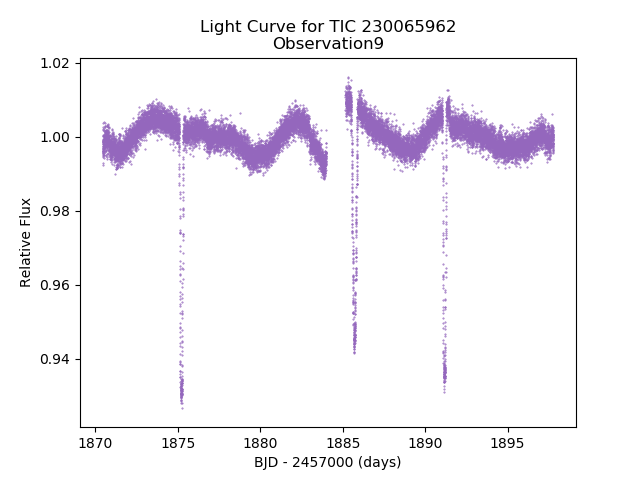 Light Curve for TIC 230065962
Observation9
1.02
1.00
0.98
0.96
0.94
Relative Flux
1870
1875
1880
1885
1890
1895
BJD - 2457000 (days)